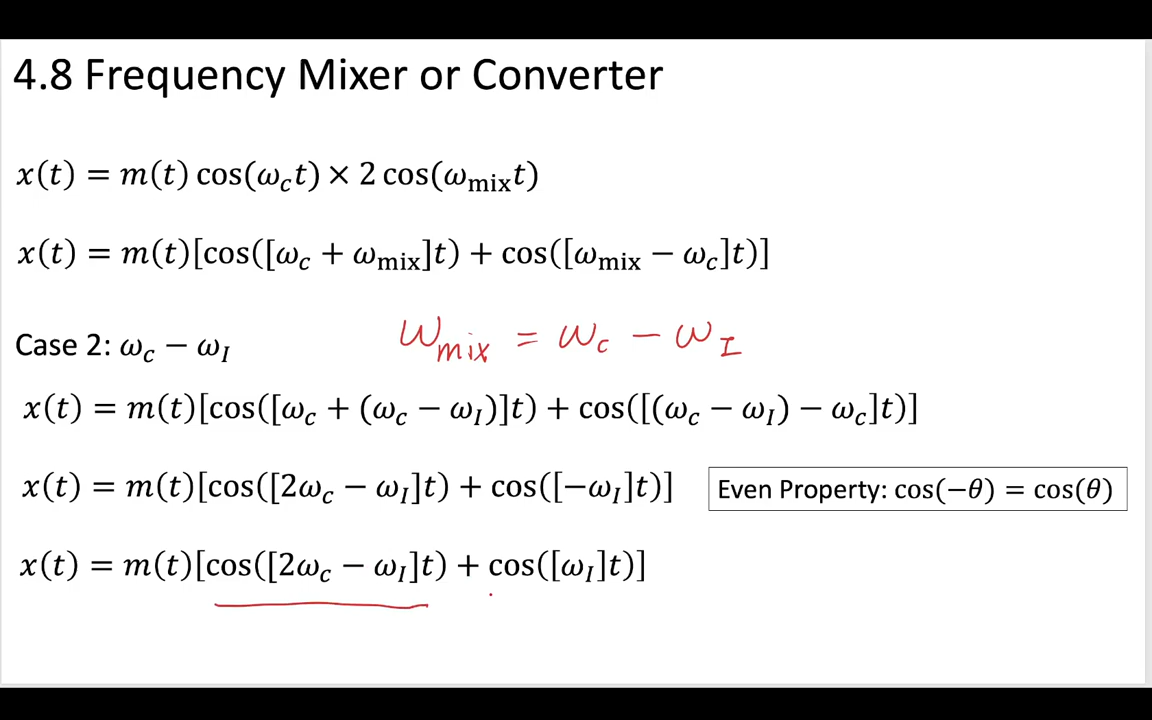 4.8 Frequency Mixer or Converter
x(t) = m(t) cos(ω_c t) × 2 cos(ω_mix t)
x(t) = m(t)[cos([ω_c + ω_mix]t) + cos([ω_mix − ω_c]t)]
Case 2: ω_c − ω_I ω_mix = ω_c − ω_I
x(t) = m(t)[cos([ω_c + (ω_c − ω_I)]t) + cos([(ω_c − ω_I) − ω_c]t)]
x(t) = m(t)[cos([2ω_c − ω_I]t) + cos([−ω_I]t)] Even Property: cos(−θ) = cos(θ)
x(t) = m(t)[cos([2ω_c − ω_I]t) + cos([ω_I]t)]